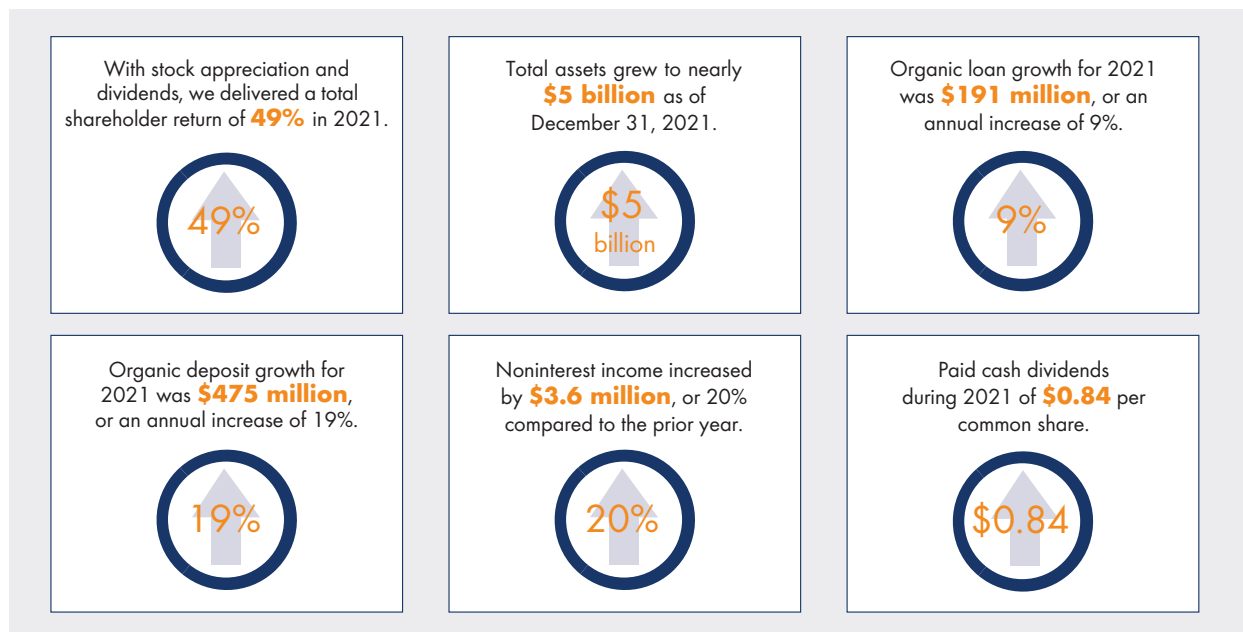 With stock appreciation and
dividends, we delivered a total
shareholder return of 49% in 2021.
49%
Total assets grew to nearly
$5 billion as of
December 31, 2021.
$5
billion
Organic loan growth for 2021
was $191 million, or an
annual increase of 9%.
9%
Organic deposit growth for
2021 was $475 million,
or an annual increase of 19%.
19%
Noninterest income increased
by $3.6 million, or 20%
compared to the prior year.
20%
Paid cash dividends
during 2021 of $0.84 per
common share.
$0.84